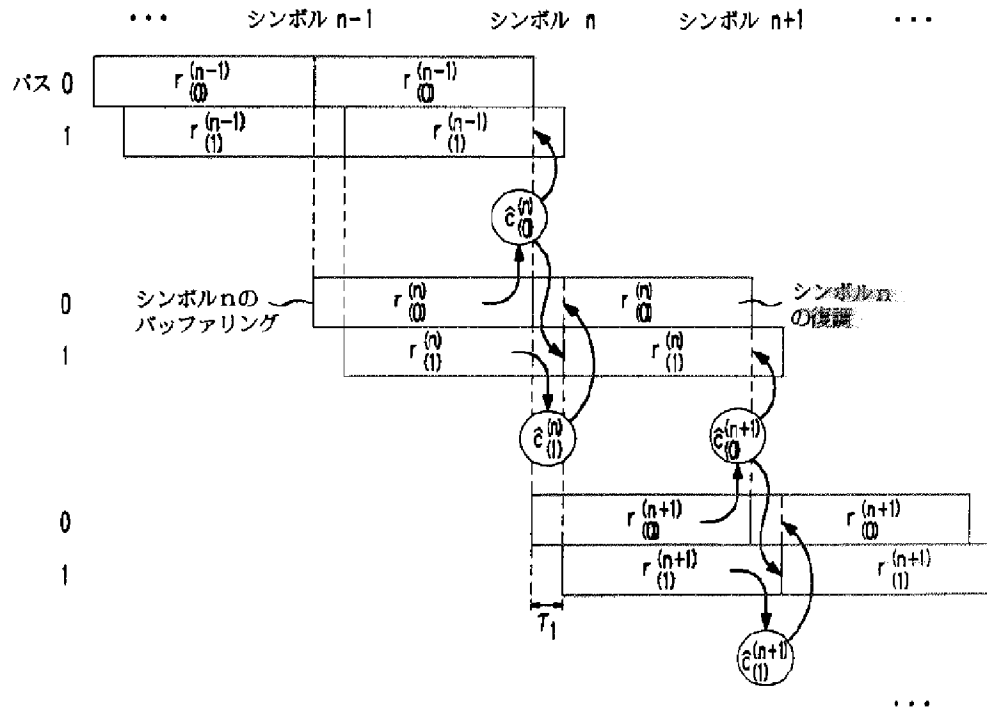 ... シンボル n-1 シンボル n シンボル n+1 ...
パス 0 r(0)(n-1) r(0)(n-1)
1 r(1)(n-1) r(1)(n-1)
ĉ(0)(n)
シンボルnの
バッファリング
0 r(0)(n) r(0)(n)
シンボルn
の復調
1 r(1)(n) r(1)(n)
ĉ(1)(n)
ĉ(0)(n+1)
0 r(0)(n+1) r(0)(n+1)
1 r(1)(n+1) r(1)(n+1)
τ1
ĉ(1)(n+1)
...